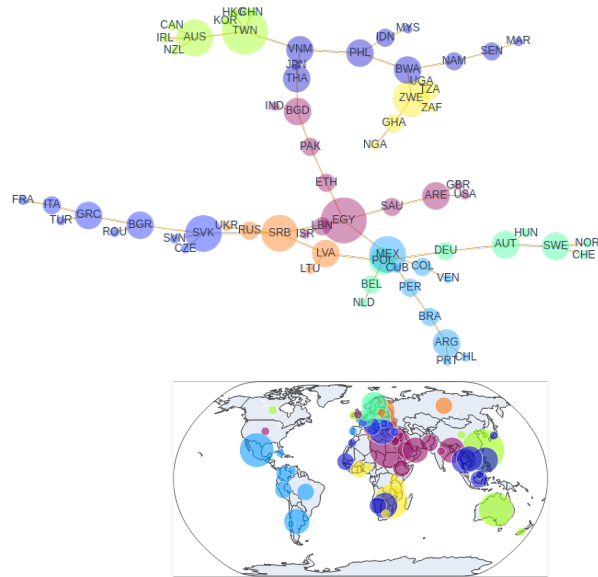 HKG GHN
CAN KOR
AUS TWN
IRL
NZL
MYS
IDN
MAR
VNM PHL SEN
JPN BWA NAM
THA UGA TZA
ZWE
IND BGD ZAF
GHA
NGA
PAK
ETH
GBR
ARE USA
SAU
FRA ITA
GRC
TUR BGR
ROU
SVN SVK
CZE
UKR RUS SRB
ISR LBN EGY
LVA
LTU
MEX
POL CUB COL
VEN
DEU
HUN
AUT SWE NOR
CHE
BEL
NLD
PER
BRA
ARG
PRT CHL